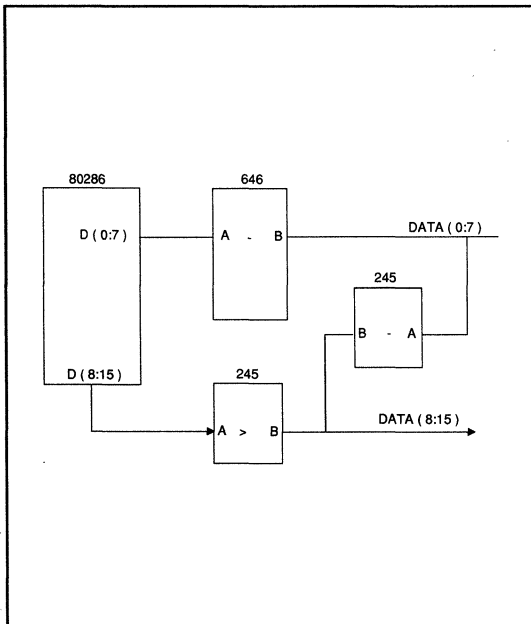 80286
646
D ( 0:7 )
A - B
DATA ( 0:7 )
245
B - A
D ( 8:15 )
245
A > B
DATA ( 8:15 )